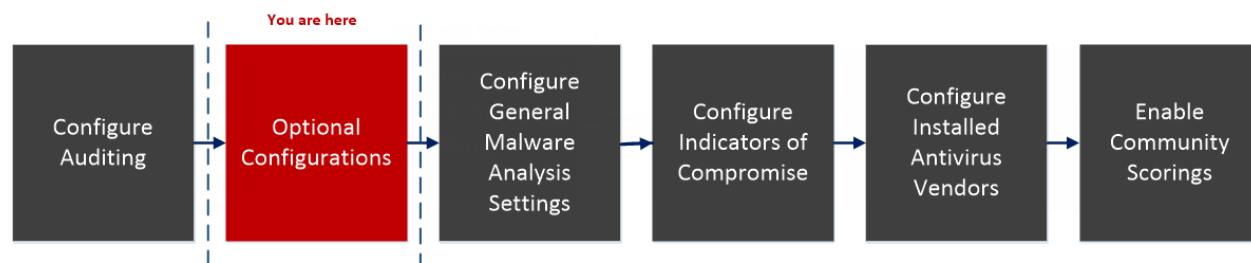 You are here
Configure
Auditing
Optional
Configurations
Configure
General
Malware
Analysis
Settings
Configure
Indicators of
Compromise
Configure
Installed
Antivirus
Vendors
Enable
Community
Scorings